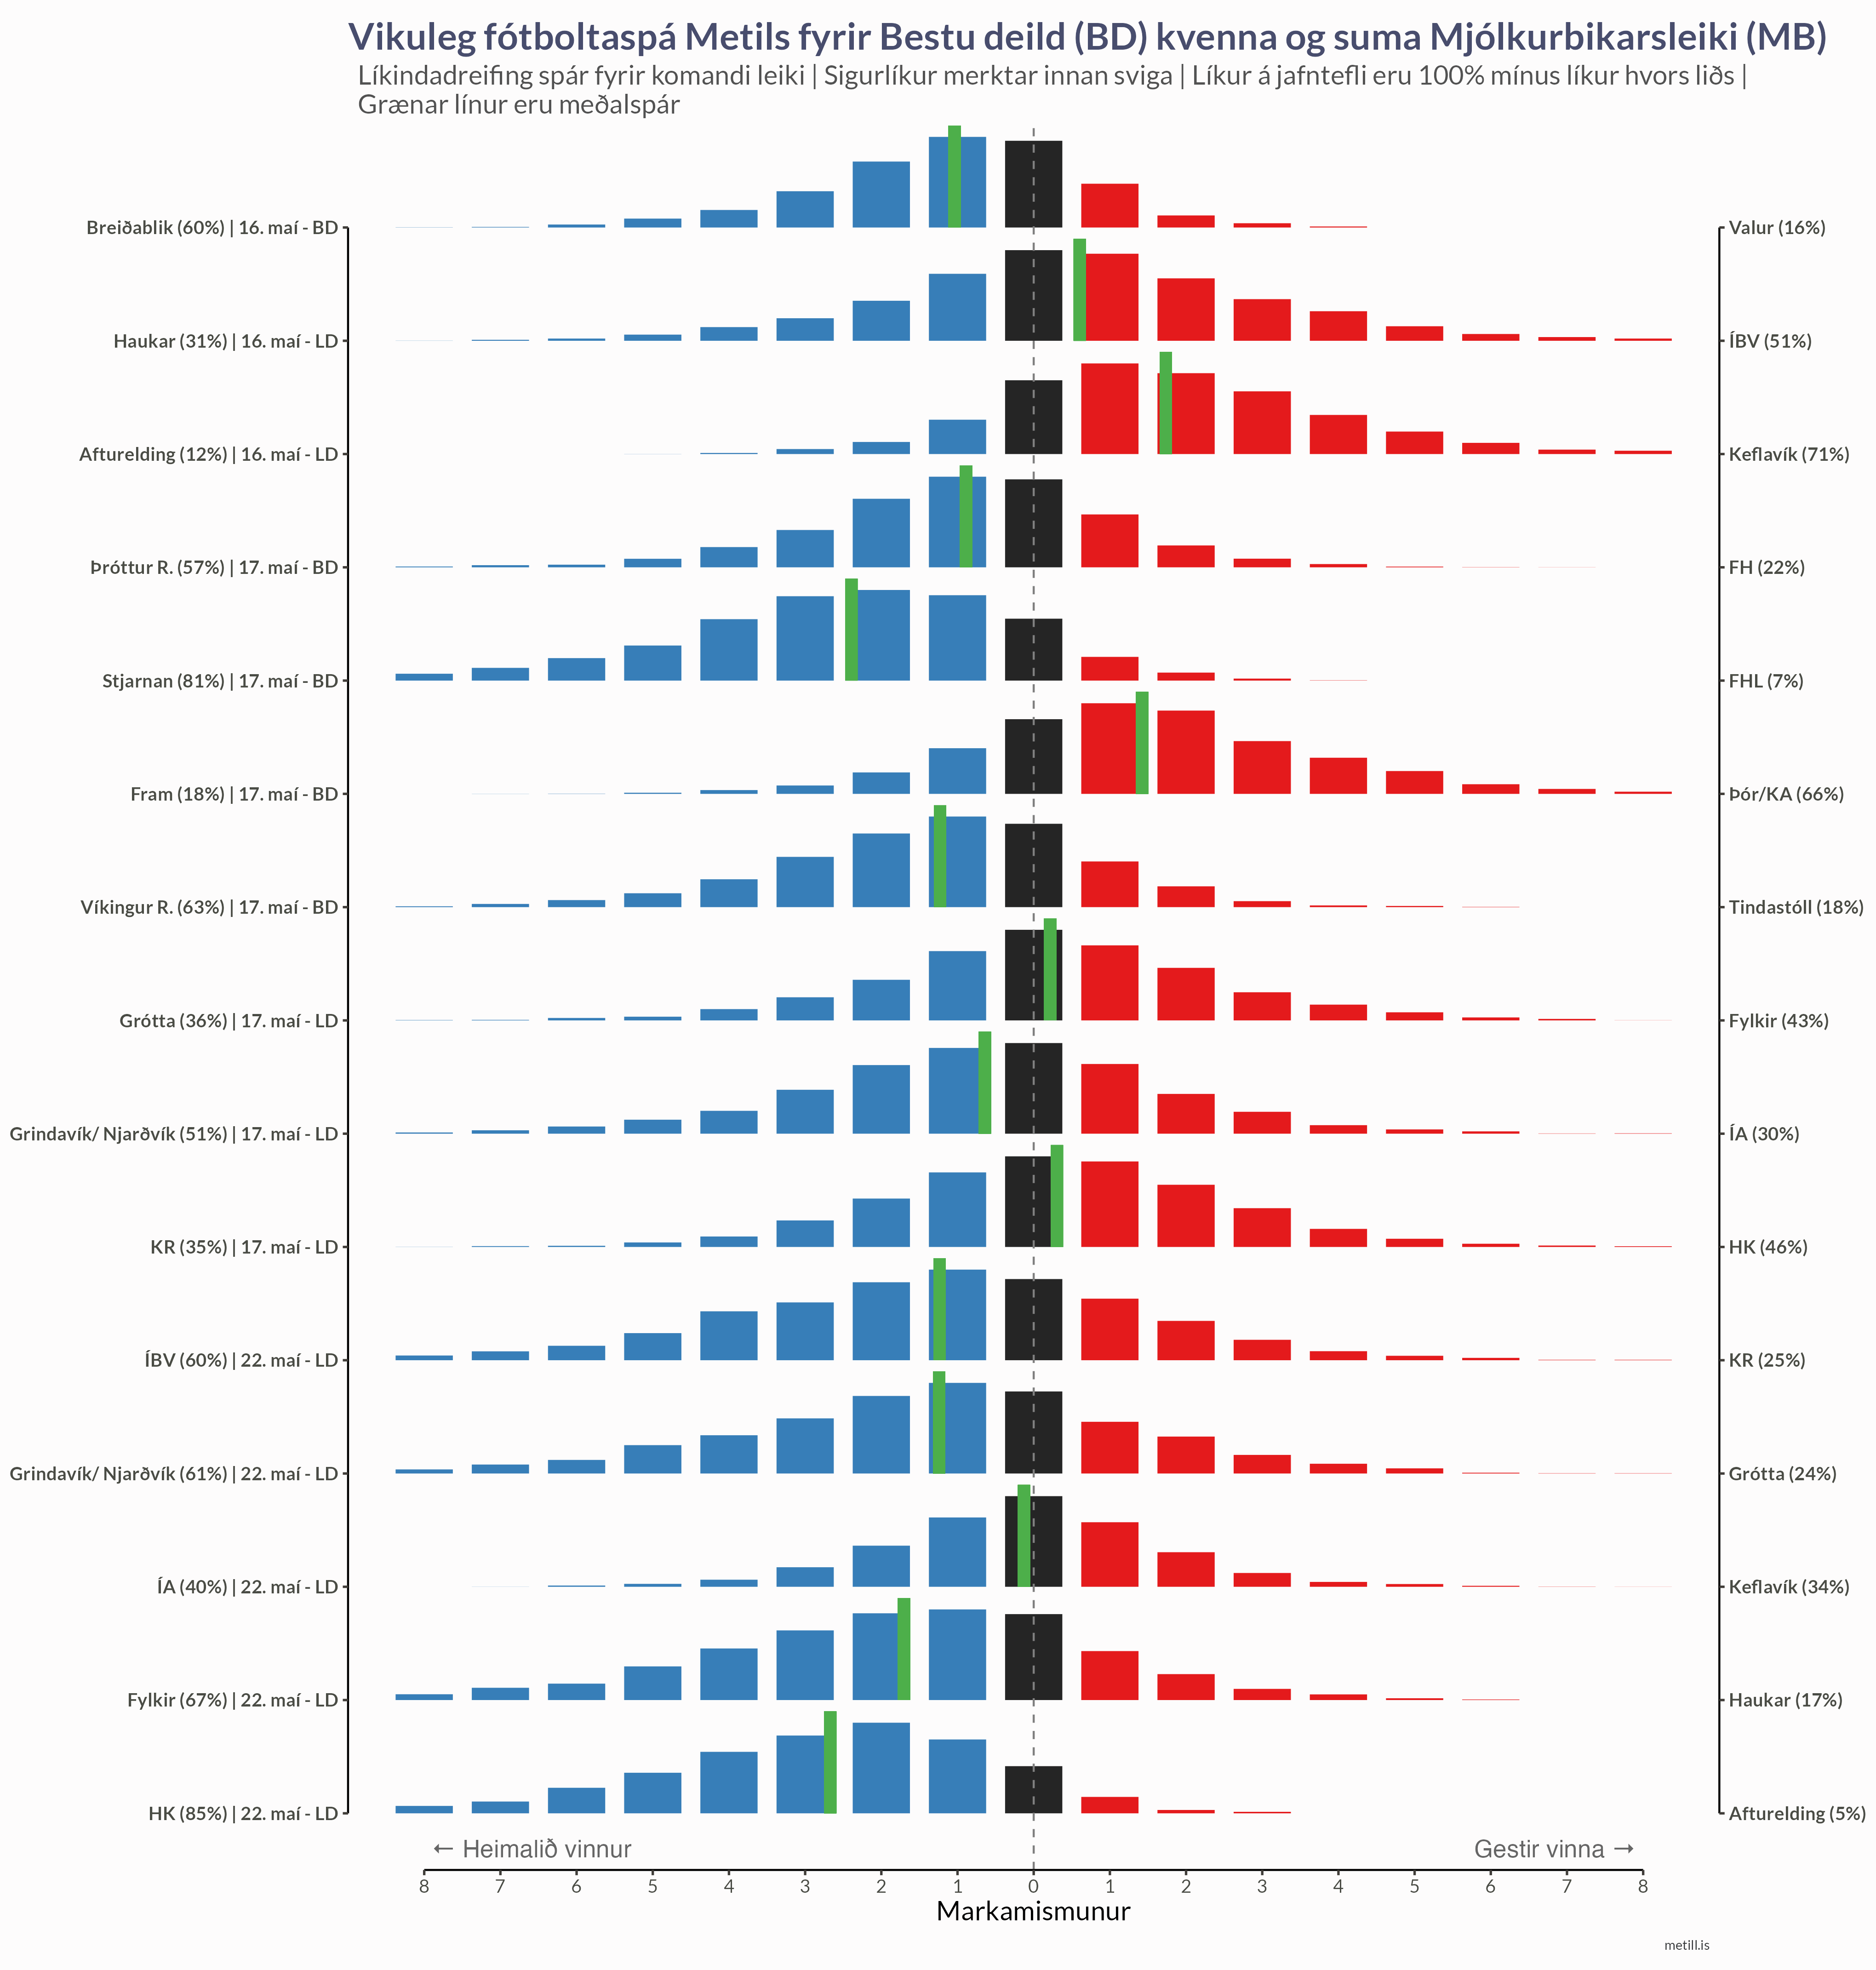 Vikuleg fótboltaspá Metils fyrir Bestu deild (BD) kvenna og suma Mjólkurbikarsleiki (MB)
Líkindadreifing spár fyrir komandi leiki | Sigurlíkur merktar innan sviga | Líkur á jafntefli eru 100% mínus líkur hvors liðs |
Grænar línur eru meðalspár
Breiðablik (60%) | 16. maí - BD Valur (16%)
Haukar (31%) | 16. maí - LD ÍBV (51%)
Afturelding (12%) | 16. maí - LD Keflavík (71%)
Þróttur R. (57%) | 17. maí - BD FH (22%)
Stjarnan (81%) | 17. maí - BD FHL (7%)
Fram (18%) | 17. maí - BD Þór/KA (66%)
Víkingur R. (63%) | 17. maí - BD Tindastóll (18%)
Grótta (36%) | 17. maí - LD Fylkir (43%)
Grindavík/ Njarðvík (51%) | 17. maí - LD ÍA (30%)
KR (35%) | 17. maí - LD HK (46%)
ÍBV (60%) | 22. maí - LD KR (25%)
Grindavík/ Njarðvík (61%) | 22. maí - LD Grótta (24%)
ÍA (40%) | 22. maí - LD Keflavík (34%)
Fylkir (67%) | 22. maí - LD Haukar (17%)
HK (85%) | 22. maí - LD Afturelding (5%)
← Heimalið vinnur Gestir vinna →
8 7 6 5 4 3 2 1 0 1 2 3 4 5 6 7 8
Markamismunur
metill.is